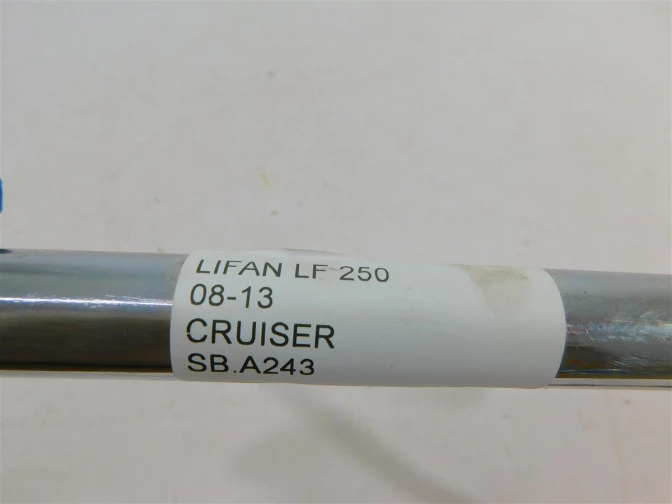 LIFAN LF 250
08-13
CRUISER
SB.A243